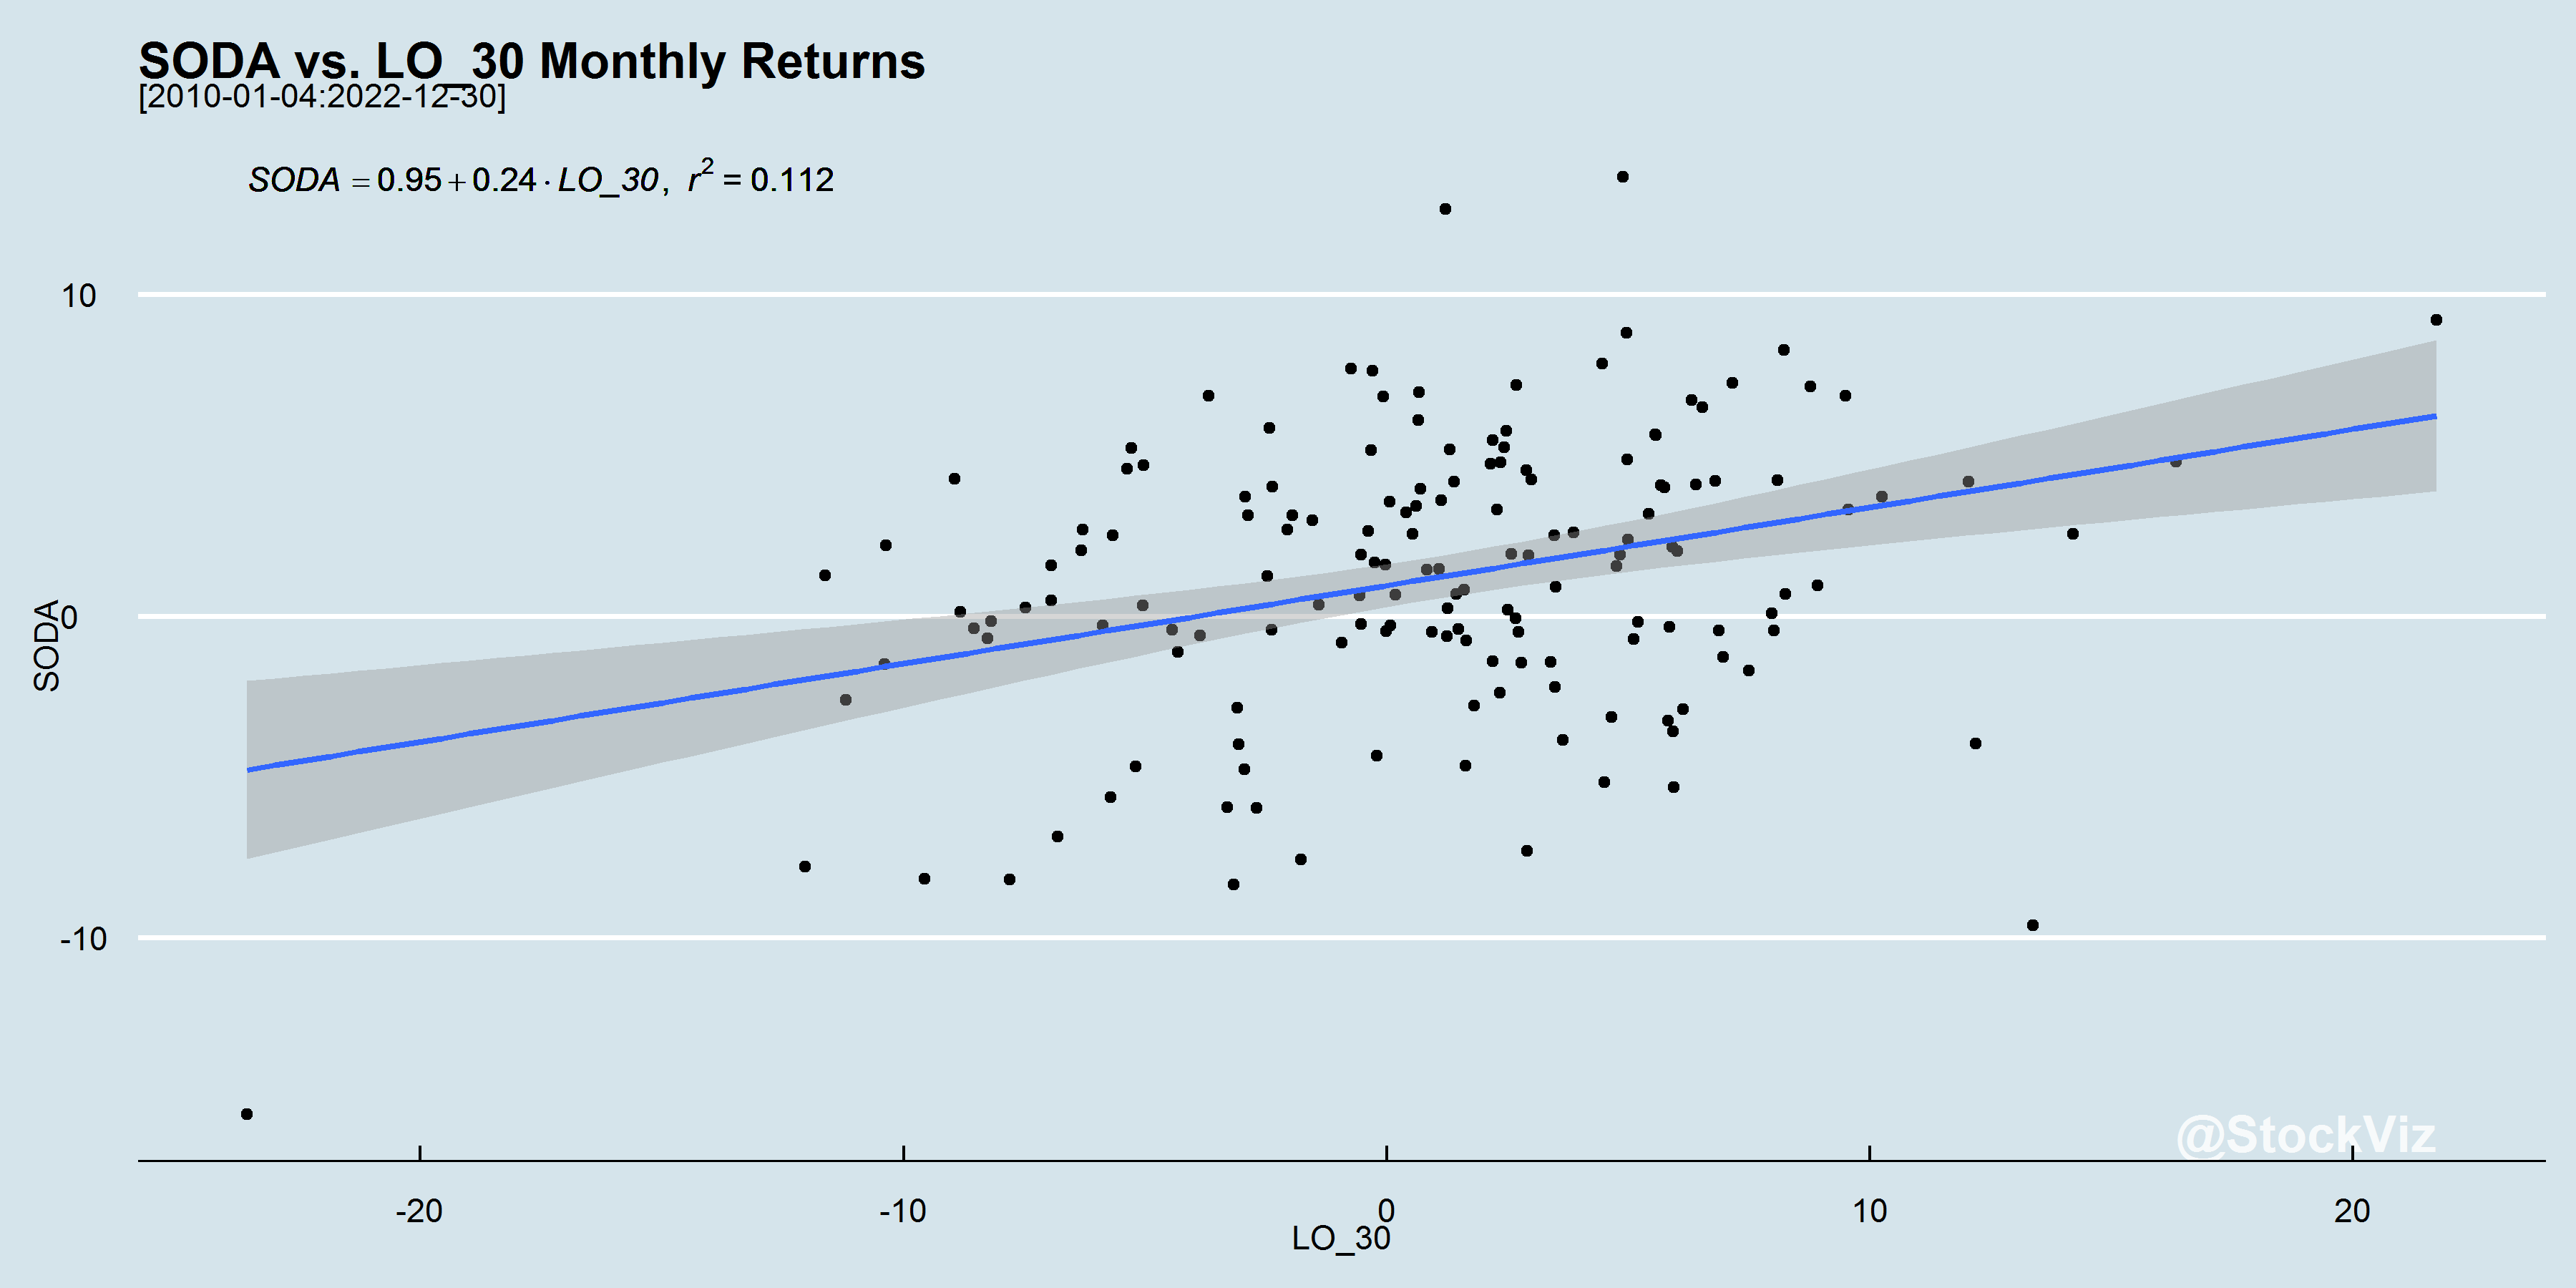 SODA vs. LO_30 Monthly Returns
[2010-01-04:2022-12-30]
SODA = 0.95 + 0.24 · LO_30, r² = 0.112
10
0
-10
SODA
@StockViz
-20 -10 0 10 20
LO_30